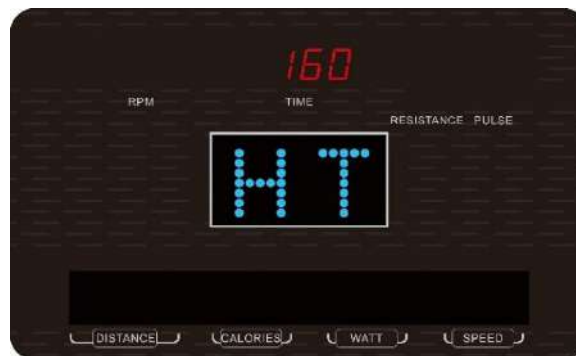 160
RPM TIME
RESISTANCE PULSE
HT
DISTANCE CALORIES WATT SPEED